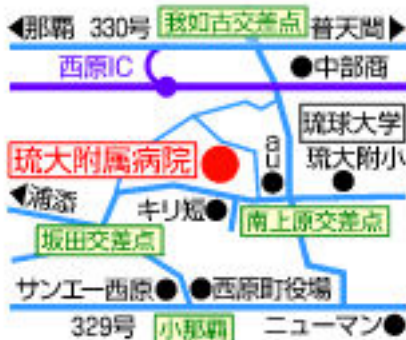 ◀那覇 330号 我如古交差点 普天間▶
西原IC ●中部商
琉球大学
au 琉大附小
琉大附属病院
◀浦添 キリ短●
坂田交差点 南上原交差点
サンエー西原● ●西原町役場
329号 小那覇 ニューマン●